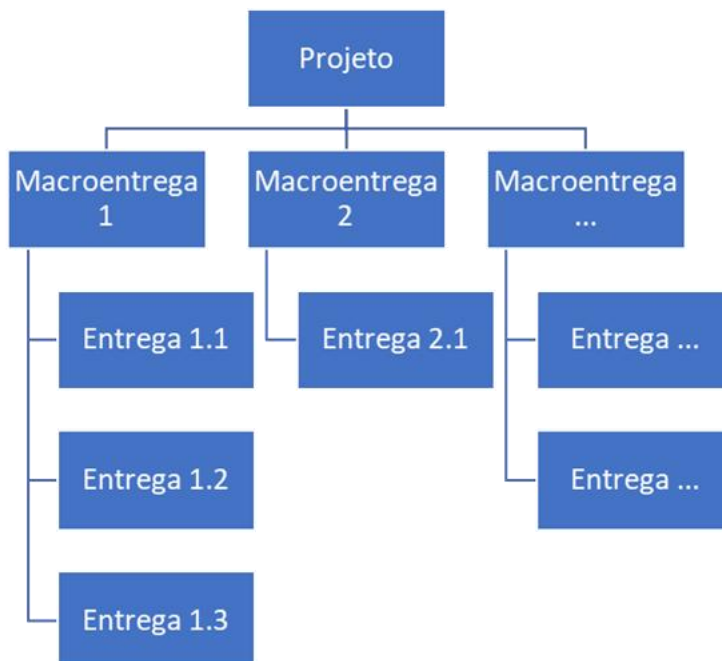 Projeto
Macroentrega
1
Macroentrega
2
Macroentrega
...
Entrega 1.1
Entrega 2.1
Entrega ...
Entrega 1.2
Entrega ...
Entrega 1.3